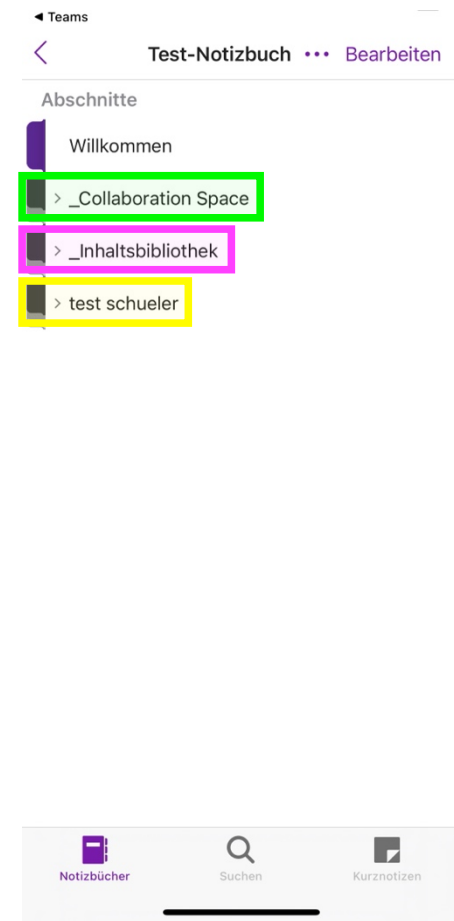 ◀ Teams
Test-Notizbuch ••• Bearbeiten
Abschnitte
Willkommen
> _Collaboration Space
> _Inhaltsbibliothek
> test schueler
Notizbücher Suchen Kurznotizen